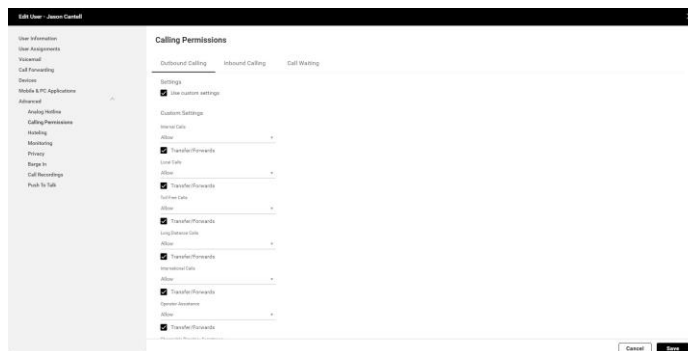 Edit User - Jason Cantell
User Information
User Assignments
Voicemail
Call Forwarding
Devices
Mobile & PC Applications
Advanced
Analog Hotline
Calling Permissions
Hoteling
Monitoring
Privacy
Barge In
Call Recordings
Push To Talk
Calling Permissions
Outbound Calling Inbound Calling Call Waiting
Settings
Use custom settings
Custom Settings
Internal Calls
Allow
Transfer/Forwards
Local Calls
Allow
Transfer/Forwards
Toll Free Calls
Allow
Transfer/Forwards
Long Distance Calls
Allow
Transfer/Forwards
International Calls
Allow
Transfer/Forwards
Operator Assistance
Allow
Transfer/Forwards
Cancel Save